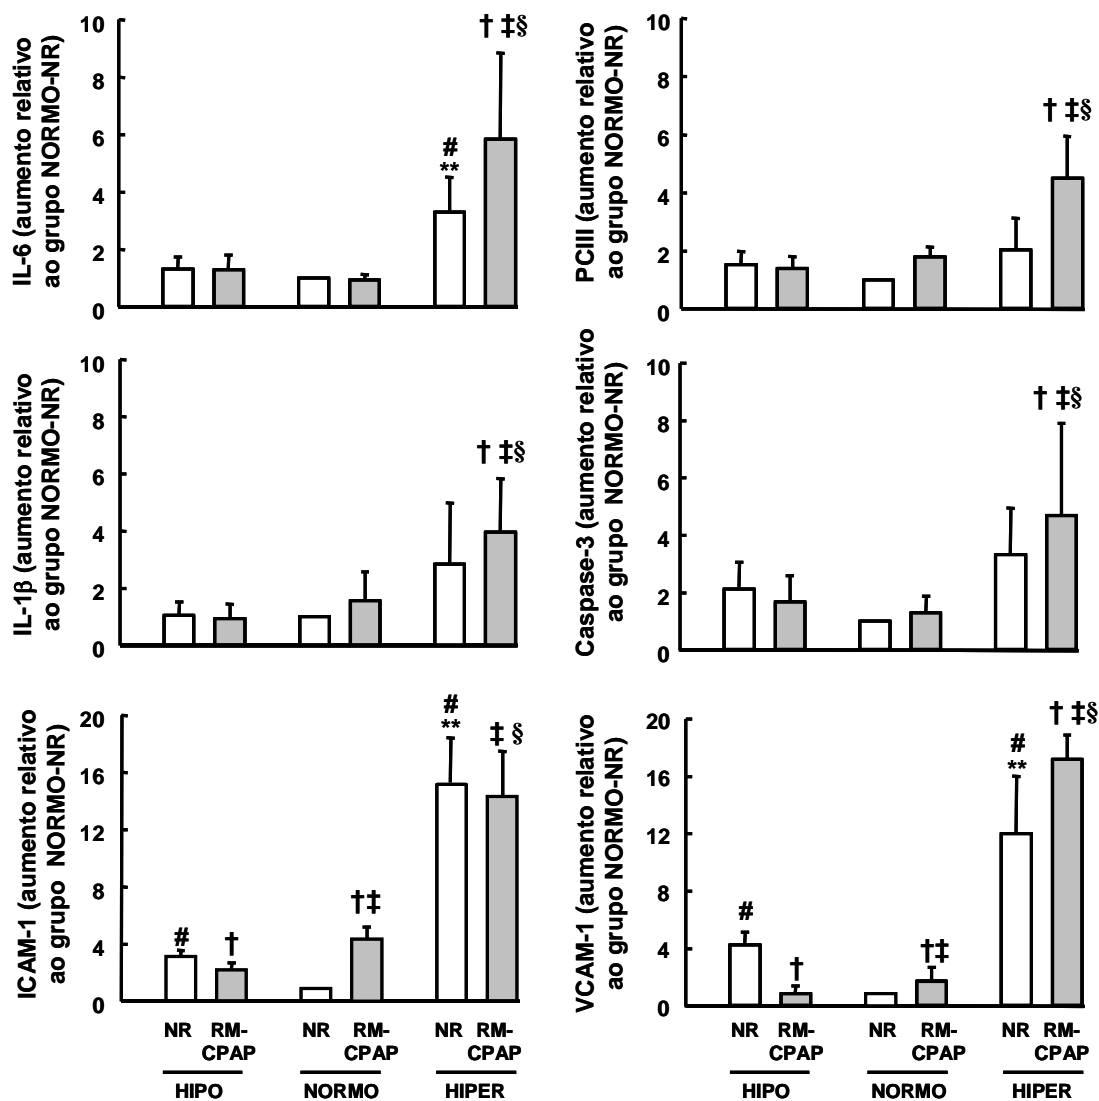 IL-6 (aumento relativo
ao grupo NORMO-NR)
10
8
6
4
2
0
#
**
† ‡§
PCIII (aumento relativo
ao grupo NORMO-NR)
10
8
6
4
2
0
† ‡§
IL-1β (aumento relativo
ao grupo NORMO-NR)
10
8
6
4
2
0
† ‡§
Caspase-3 (aumento relativo
ao grupo NORMO-NR)
10
8
6
4
2
0
† ‡§
ICAM-1 (aumento relativo
ao grupo NORMO-NR)
20
16
12
8
4
0
#
†
†‡
#
**
‡ §
NR
RM-
CPAP
NR
RM-
CPAP
NR
RM-
CPAP
HIPO
NORMO
HIPER
VCAM-1 (aumento relativo
ao grupo NORMO-NR)
20
16
12
8
4
0
#
†
†‡
#
**
† ‡§
NR
RM-
CPAP
NR
RM-
CPAP
NR
RM-
CPAP
HIPO
NORMO
HIPER